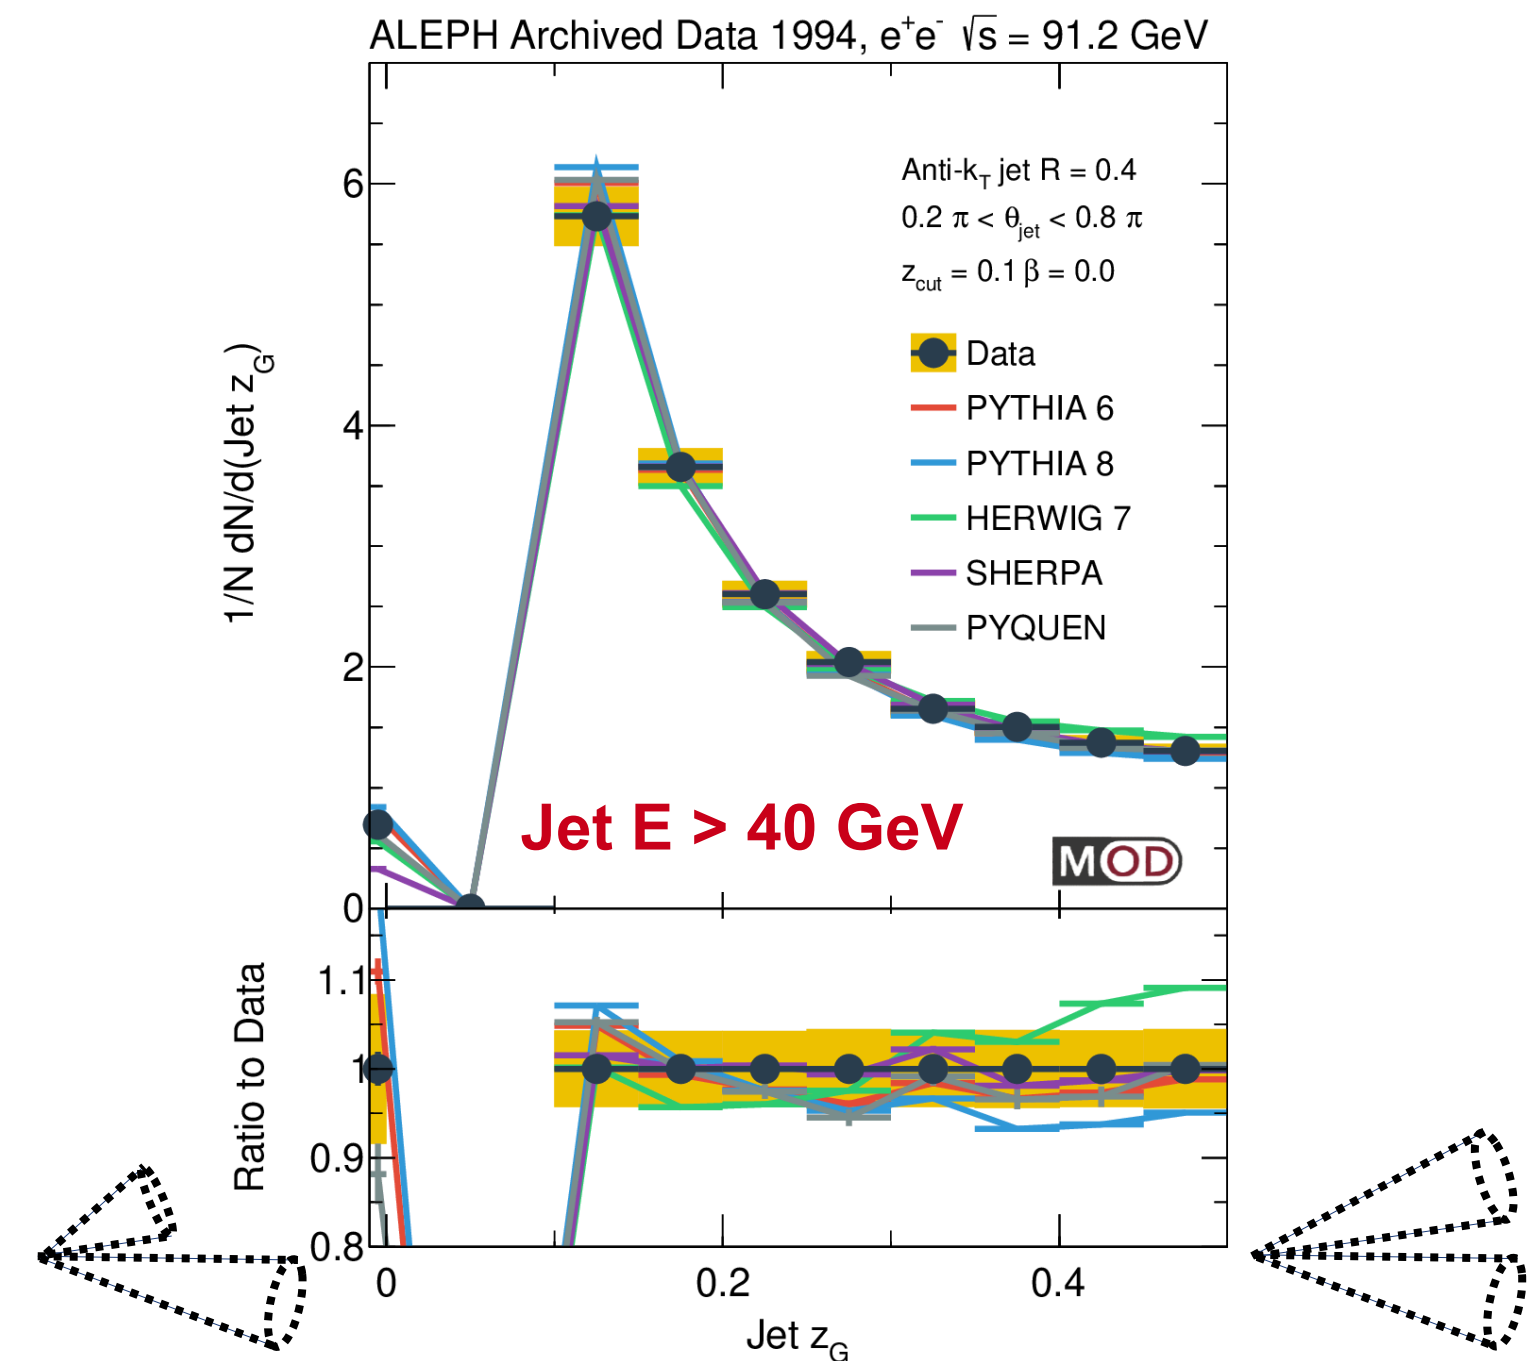 ALEPH Archived Data 1994, e⁺e⁻ √s = 91.2 GeV
Anti-k_T jet R = 0.4
0.2 π < θ_jet < 0.8 π
z_cut = 0.1 β = 0.0
Data
PYTHIA 6
PYTHIA 8
HERWIG 7
SHERPA
PYQUEN
1/N dN/d(Jet z_G)
6
4
2
0
Jet E > 40 GeV
MOD
Ratio to Data
1.1
1
0.9
0.8
0
0.2
0.4
Jet z_G